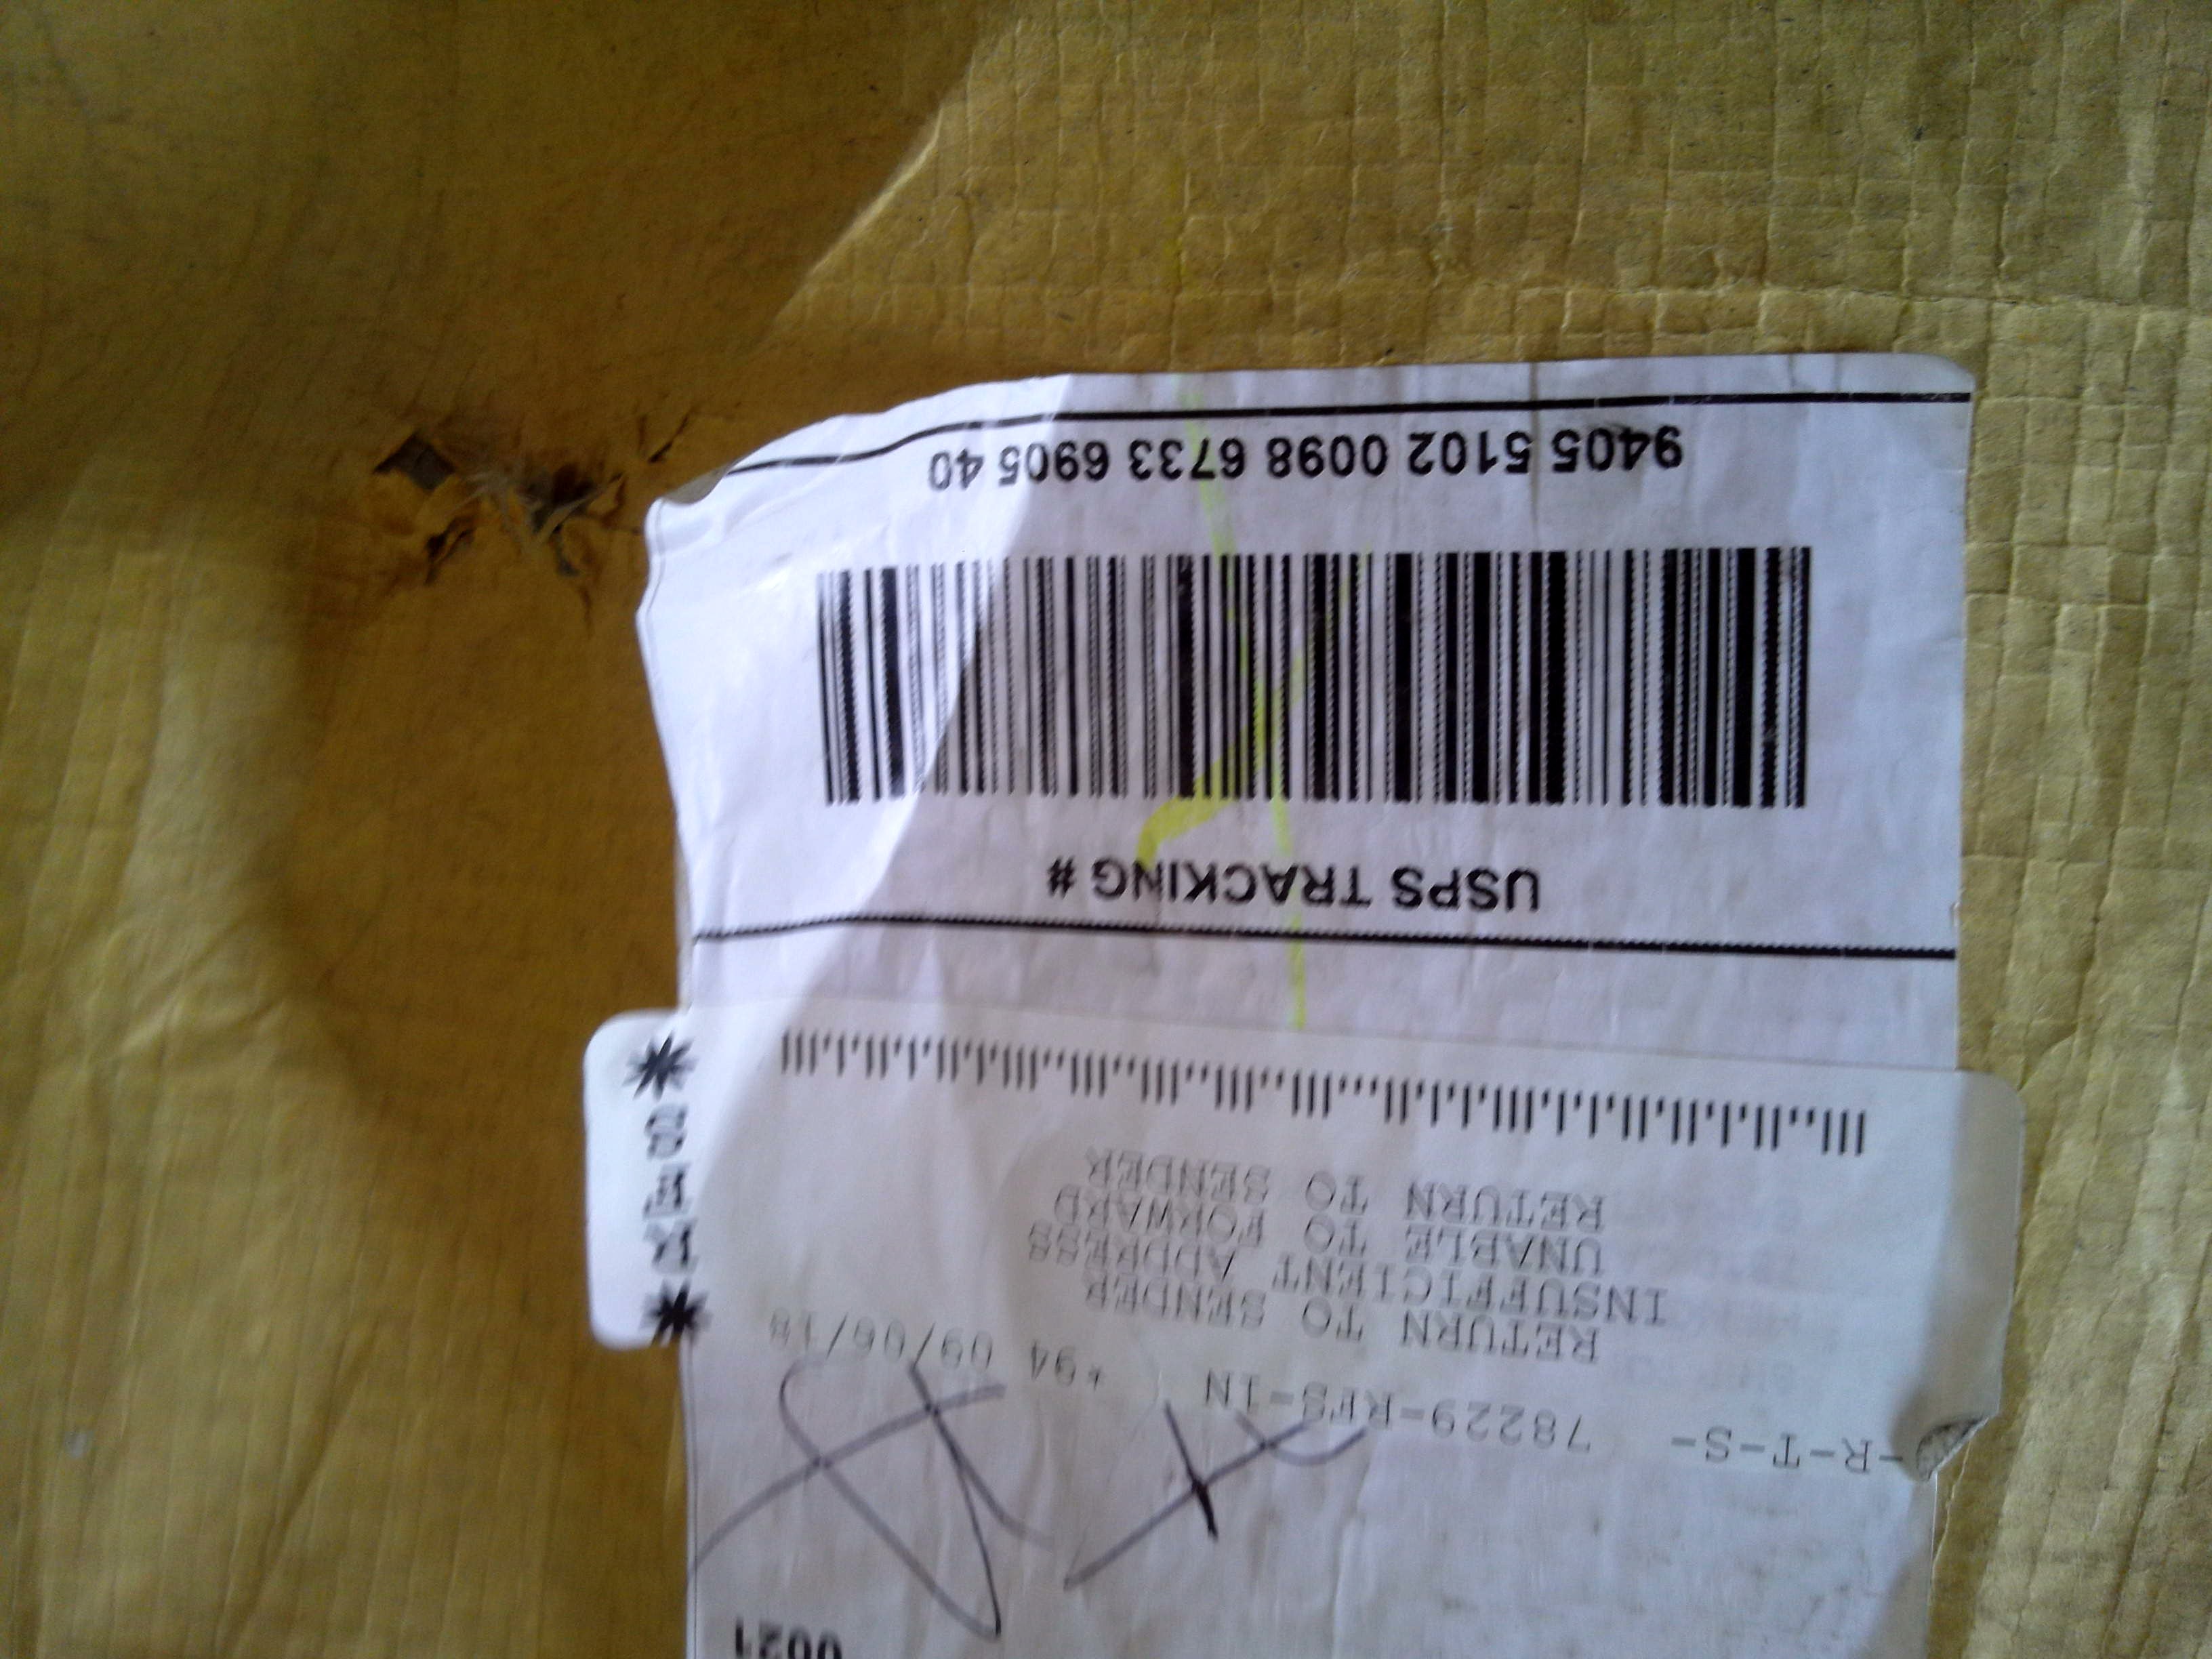 0021
-R-T-S- 78229-RFS-1N *94 09/06/18
RETURN TO SENDER
INSUFFICIENT ADDRESS
UNABLE TO FORWARD
RETURN TO SENDER
USPS TRACKING #
9405 5102 0098 6733 6905 40